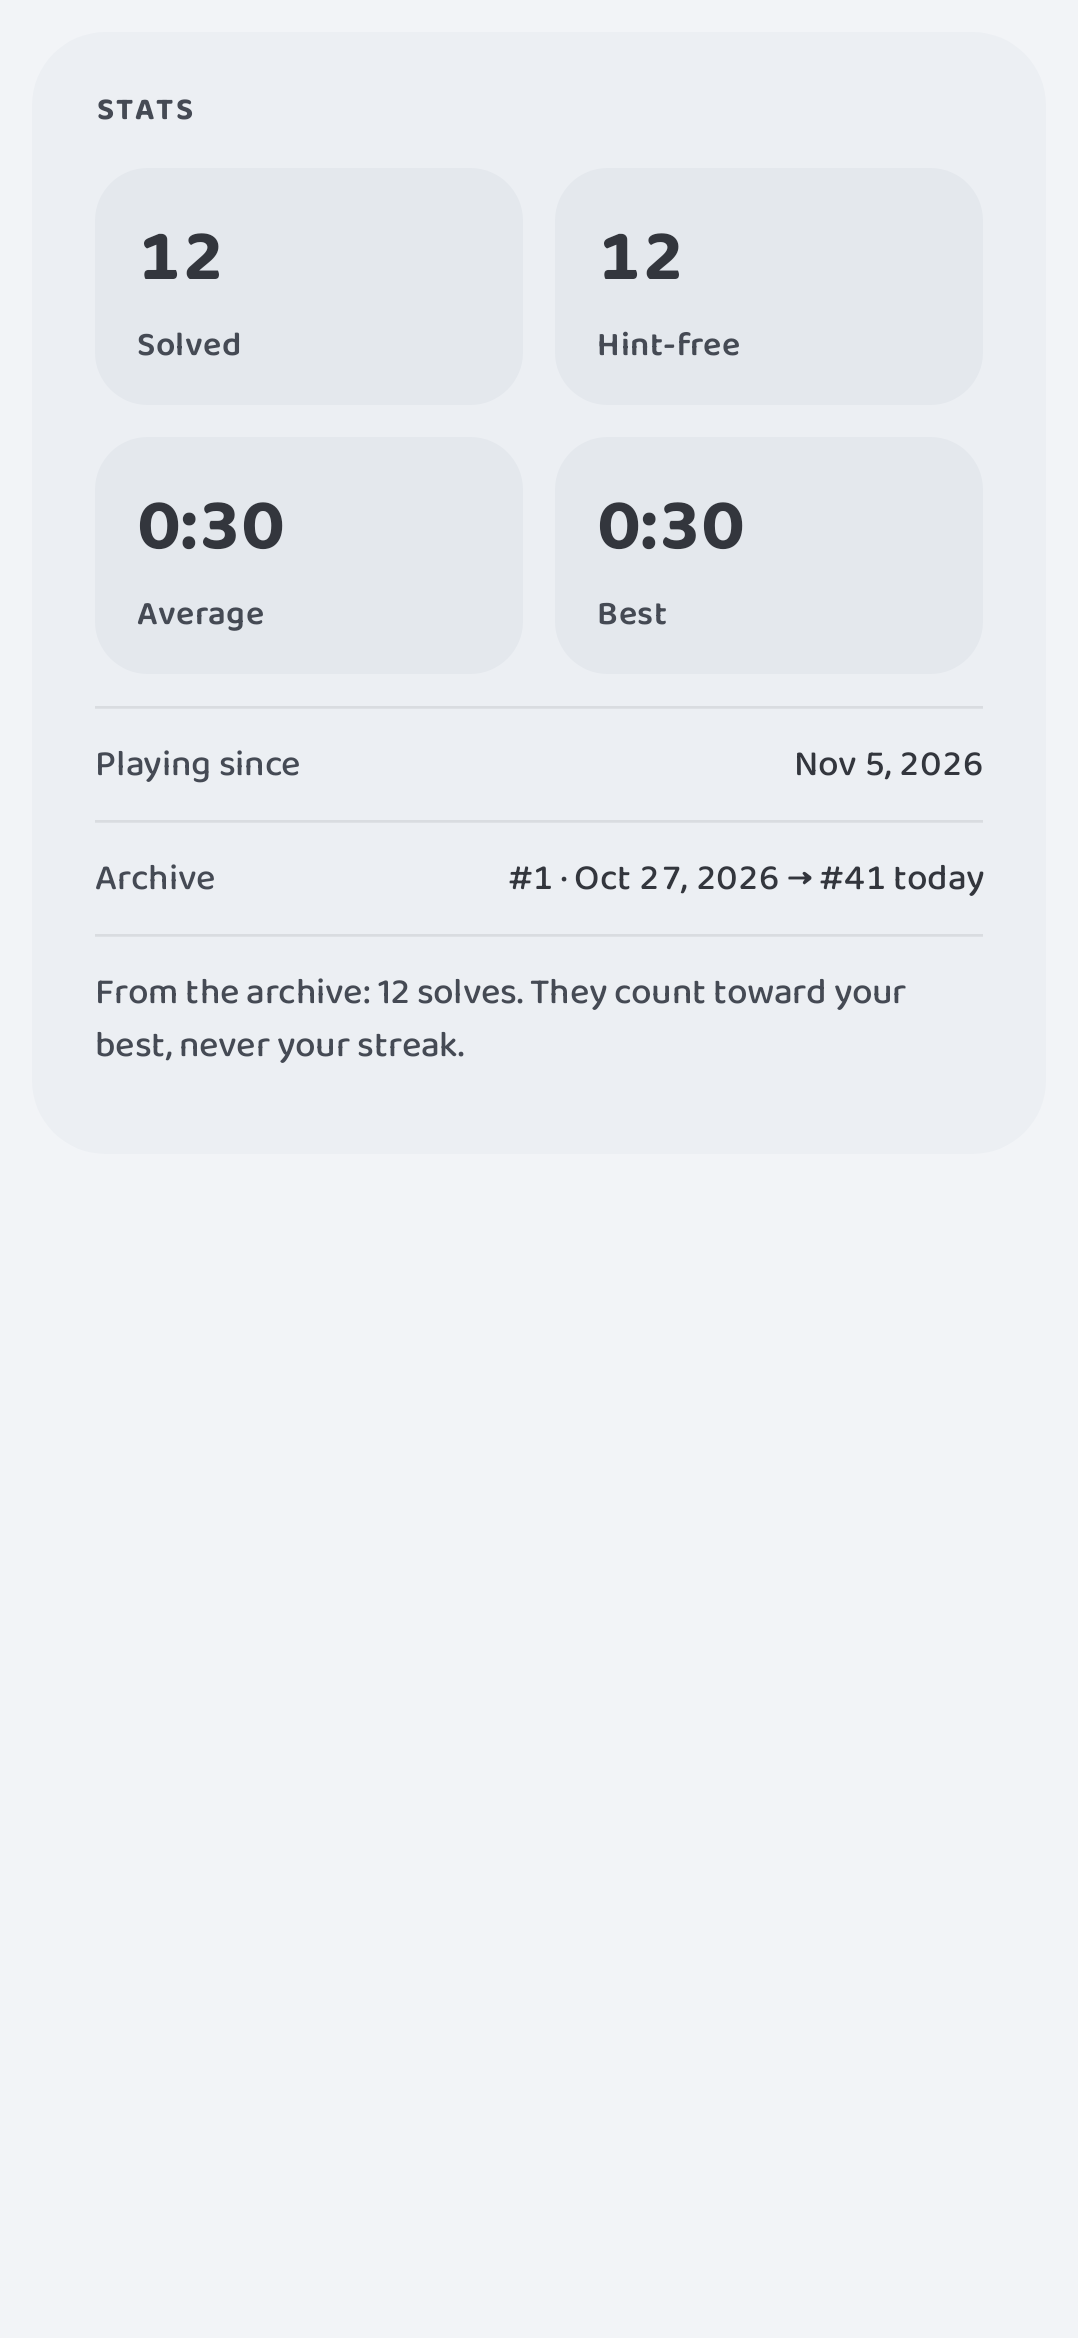 STATS
12
Solved
12
Hint-free
0:30
Average
0:30
Best
Playing since
Nov 5, 2026
Archive
#1 · Oct 27, 2026 → #41 today
From the archive: 12 solves. They count toward your
best, never your streak.